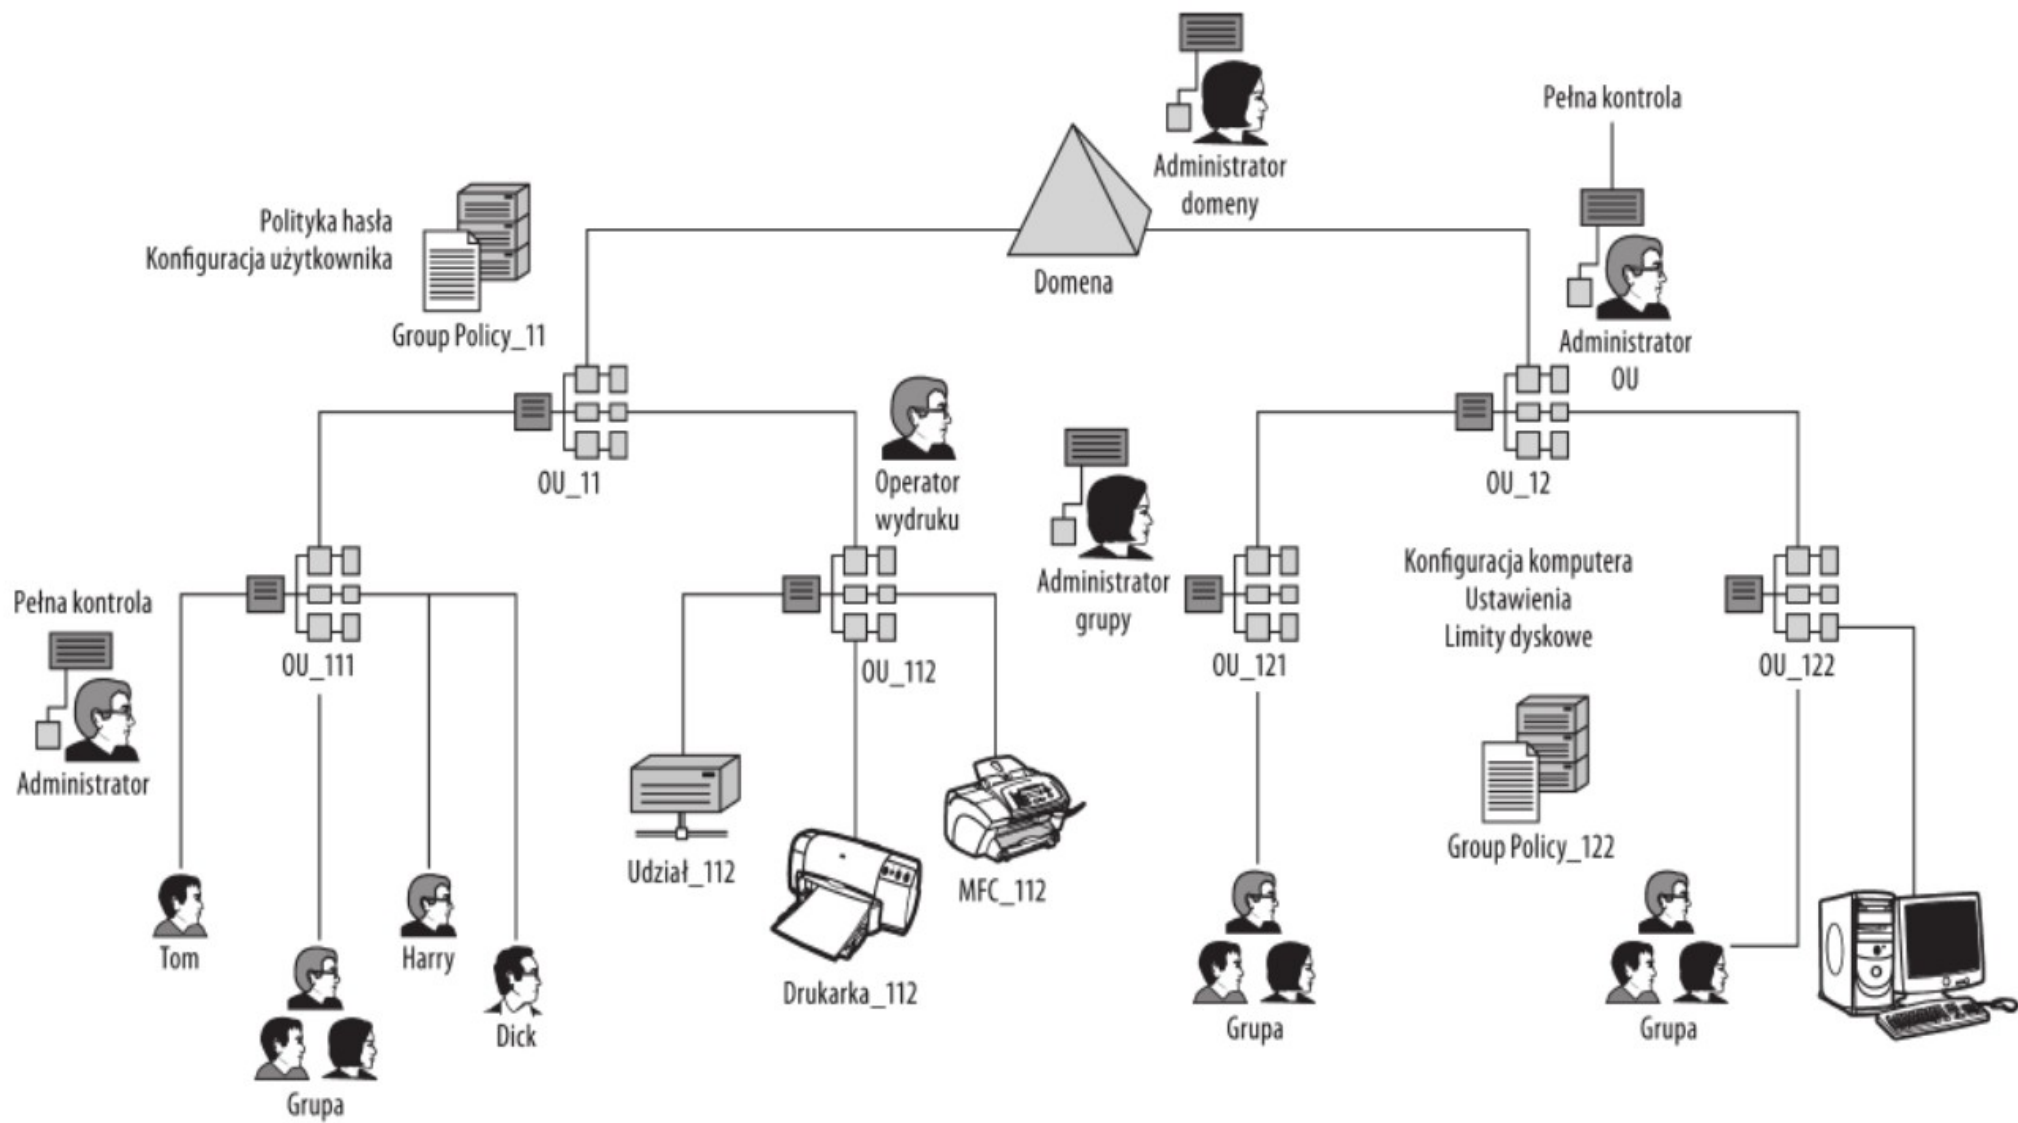 Administrator
domeny
Pełna kontrola
Polityka hasła
Konfiguracja użytkownika
Group Policy_11
Domena
Administrator
OU
OU_11
Operator
wydruku
OU_12
Administrator
grupy
Konfiguracja komputera
Ustawienia
Limity dyskowe
Pełna kontrola
Administrator
OU_111
OU_112
OU_121
OU_122
Group Policy_122
Udział_112
MFC_112
Drukarka_112
Tom
Harry
Dick
Grupa
Grupa
Grupa